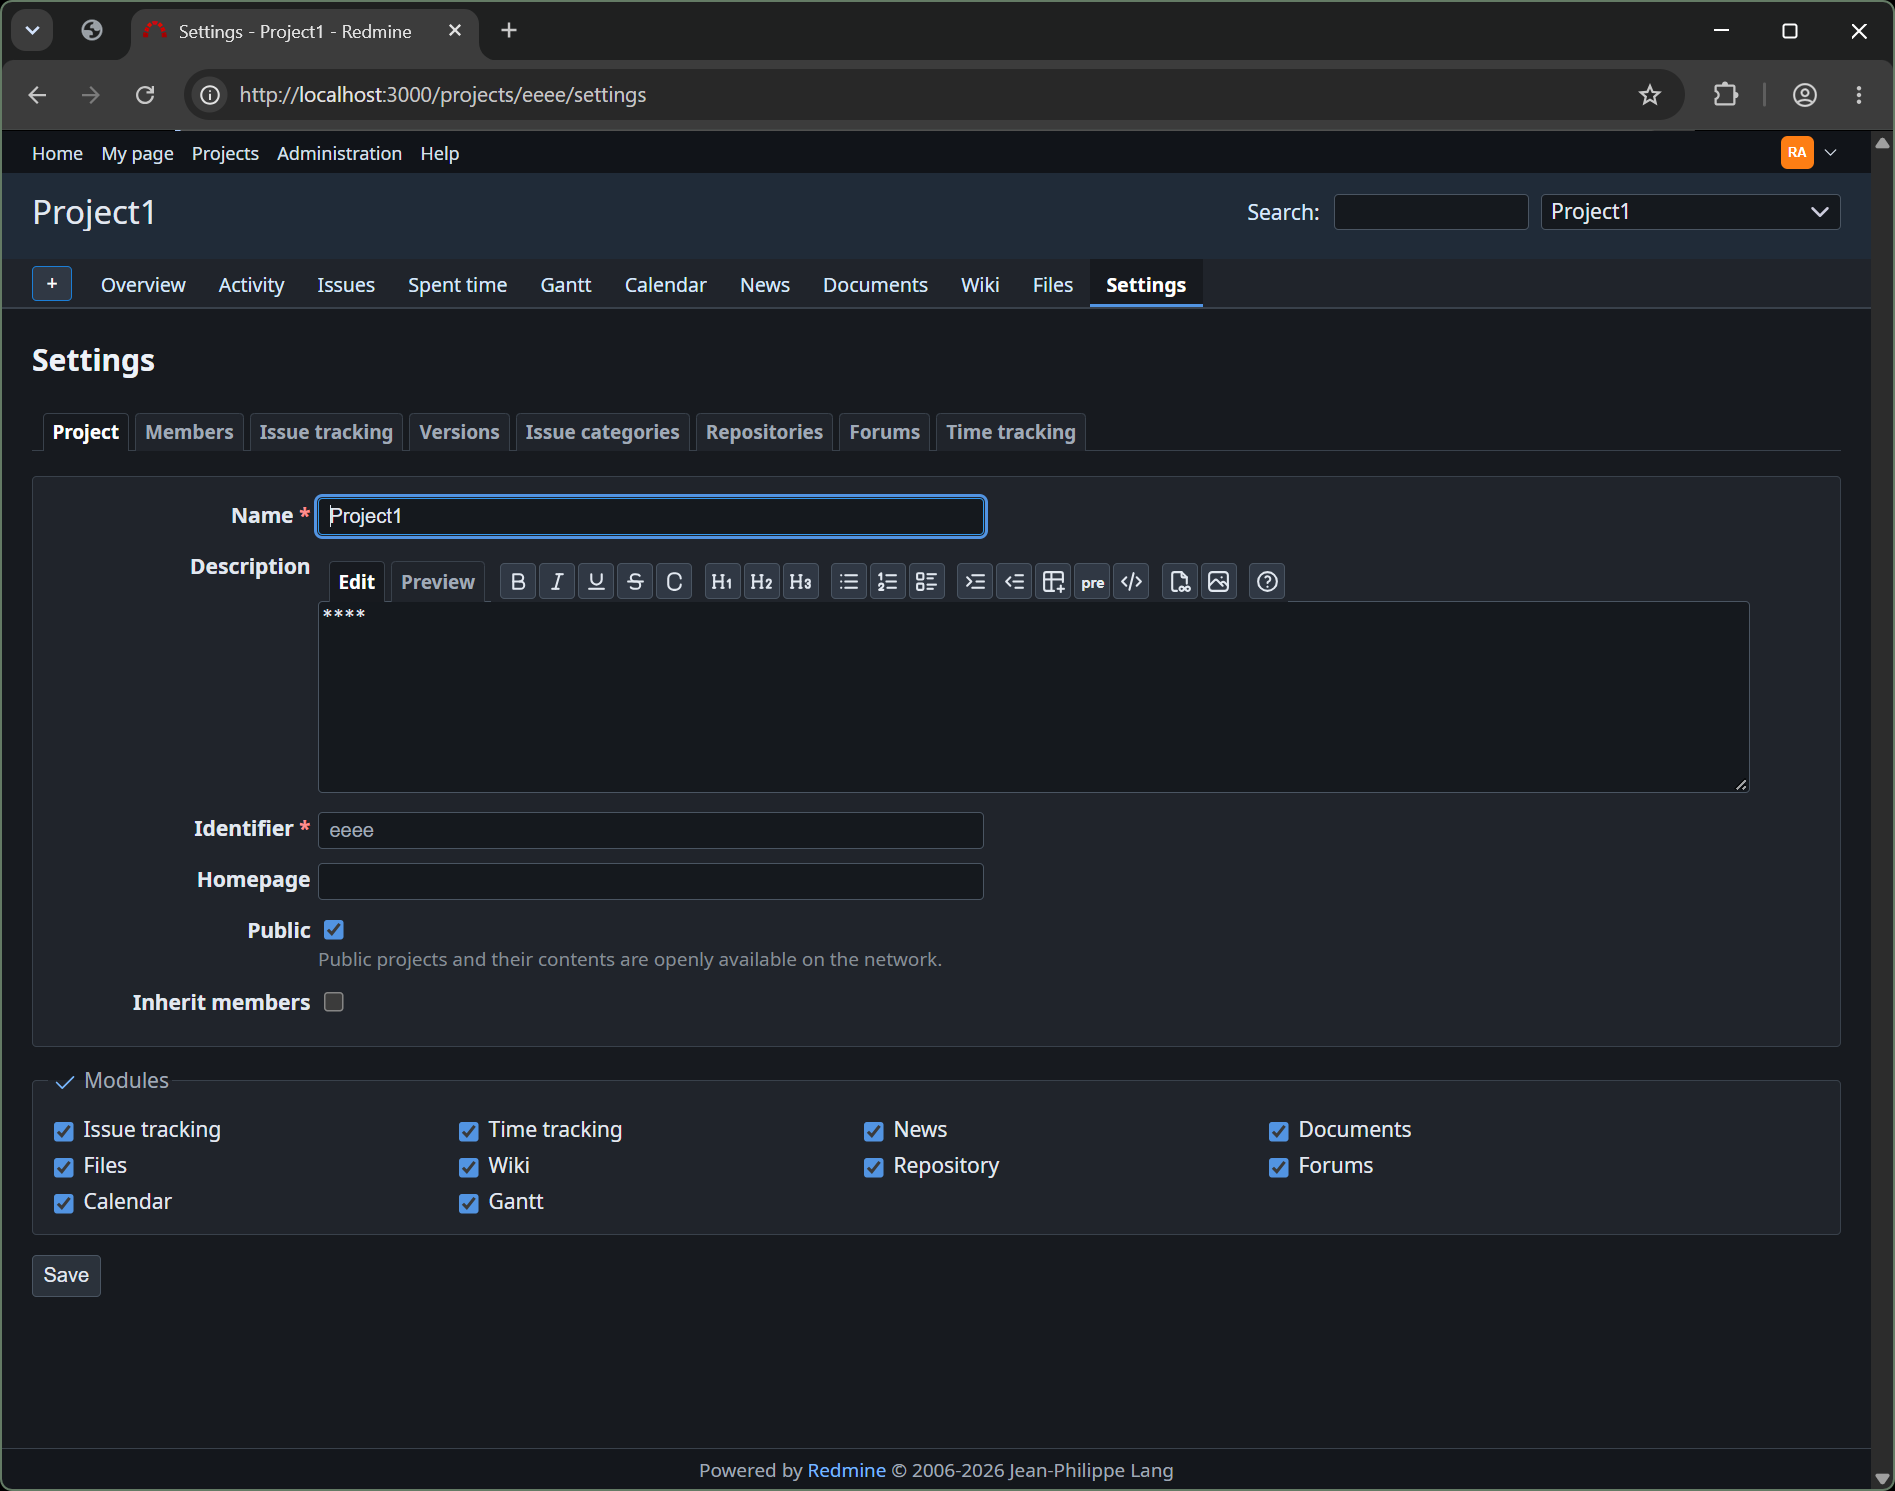 Settings - Project1 - Redmine
http://localhost:3000/projects/eeee/settings
Home My page Projects Administration Help RA
Project1 Search: Project1
+ Overview Activity Issues Spent time Gantt Calendar News Documents Wiki Files Settings
Settings
Project Members Issue tracking Versions Issue categories Repositories Forums Time tracking
Name * Project1
Description Edit Preview B I U S C H1 H2 H3 pre </> ?
****
Identifier * eeee
Homepage
Public
Public projects and their contents are openly available on the network.
Inherit members
Modules
Issue tracking Time tracking News Documents
Files Wiki Repository Forums
Calendar Gantt
Save
Powered by Redmine © 2006-2026 Jean-Philippe Lang